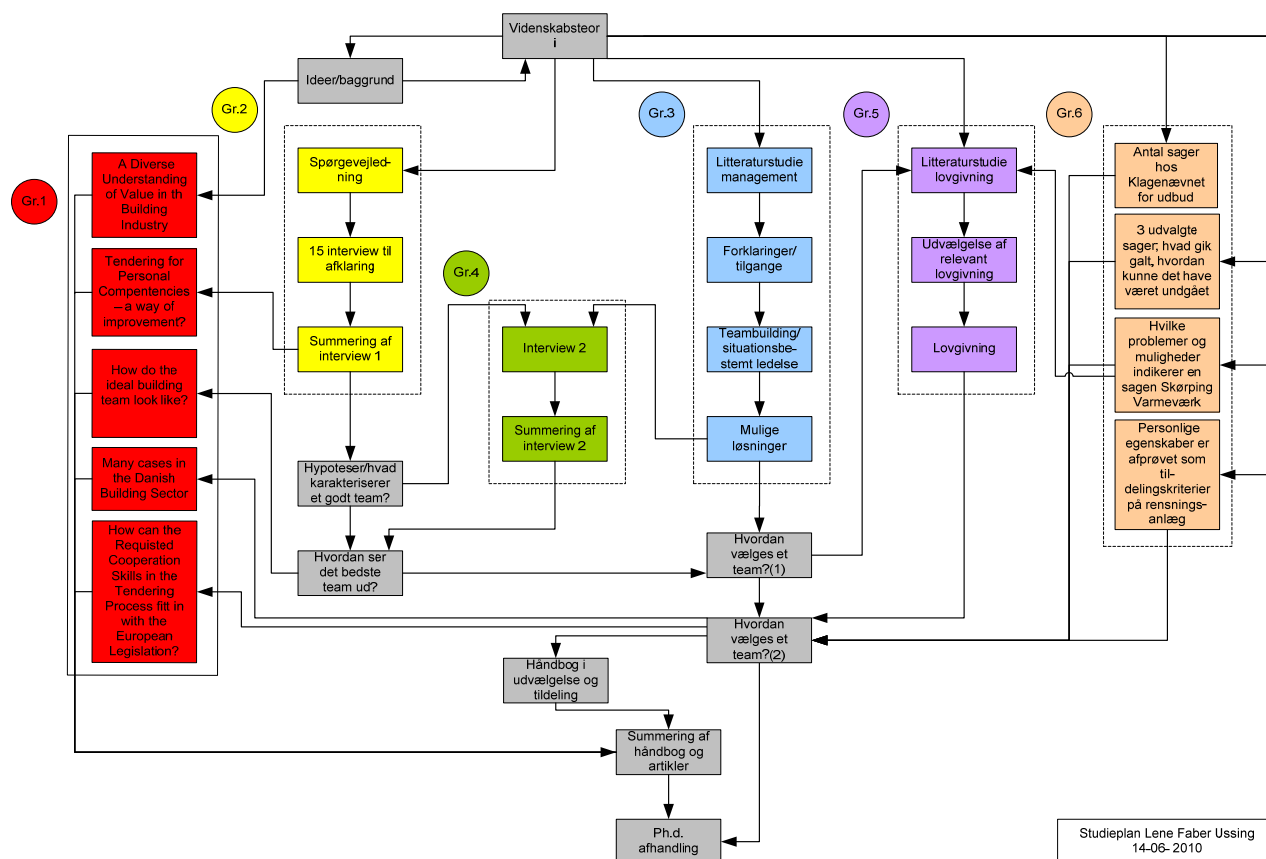 Videnskabsteor
i
Ideer/baggrund
Gr.2
Gr.3
Gr.5
Gr.6
Gr.1
A Diverse
Understanding
of Value in th
Building
Industry
Tendering for
Personal
Compentencies
– a way of
improvement?
How do the
ideal building
team look like?
Many cases in
the Danish
Building Sector
How can the
Requisted
Cooperation
Skills in the
Tendering
Process fitt in
with the
European
Legislation?
Spørgevejled-
ning
15 interview til
afklaring
Summering af
interview 1
Hypoteser/hvad
karakteriserer
et godt team?
Hvordan ser
det bedste
team ud?
Gr.4
Interview 2
Summering af
interview 2
Litteraturstudie
management
Forklaringer/
tilgange
Teambuilding/
situationsbe-
stemt ledelse
Mulige
løsninger
Hvordan
vælges et
team?(1)
Hvordan
vælges et
team?(2)
Litteraturstudie
lovgivning
Udvælgelse af
relevant
lovgivning
Lovgivning
Antal sager
hos
Klagenævnet
for udbud
3 udvalgte
sager; hvad gik
galt, hvordan
kunne det have
været undgået
Hvilke
problemer og
muligheder
indikerer en
sagen Skørping
Varmeværk
Personlige
egenskaber er
afprøvet som
til-
delingskriterier
på rensnings-
anlæg
Håndbog i
udvælgelse og
tildeling
Summering af
håndbog og
artikler
Ph.d.
afhandling
Studieplan Lene Faber Ussing
14-06- 2010